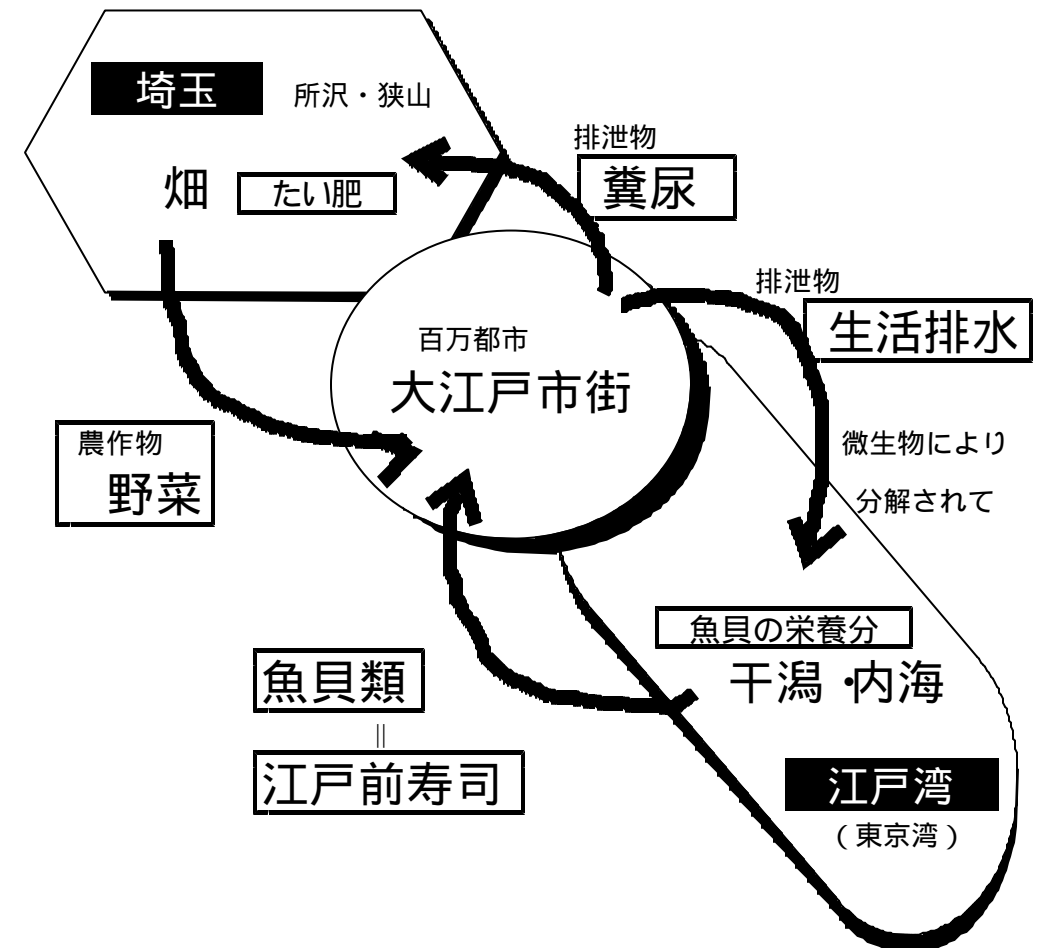 埼玉
所沢・狭山
畑
たい肥
排泄物
糞尿
排泄物
生活排水
百万都市
大江戸市街
農作物
野菜
微生物により
分解されて
魚貝の栄養分
干潟・内海
魚貝類
||
江戸前寿司
江戸湾
(東京湾)